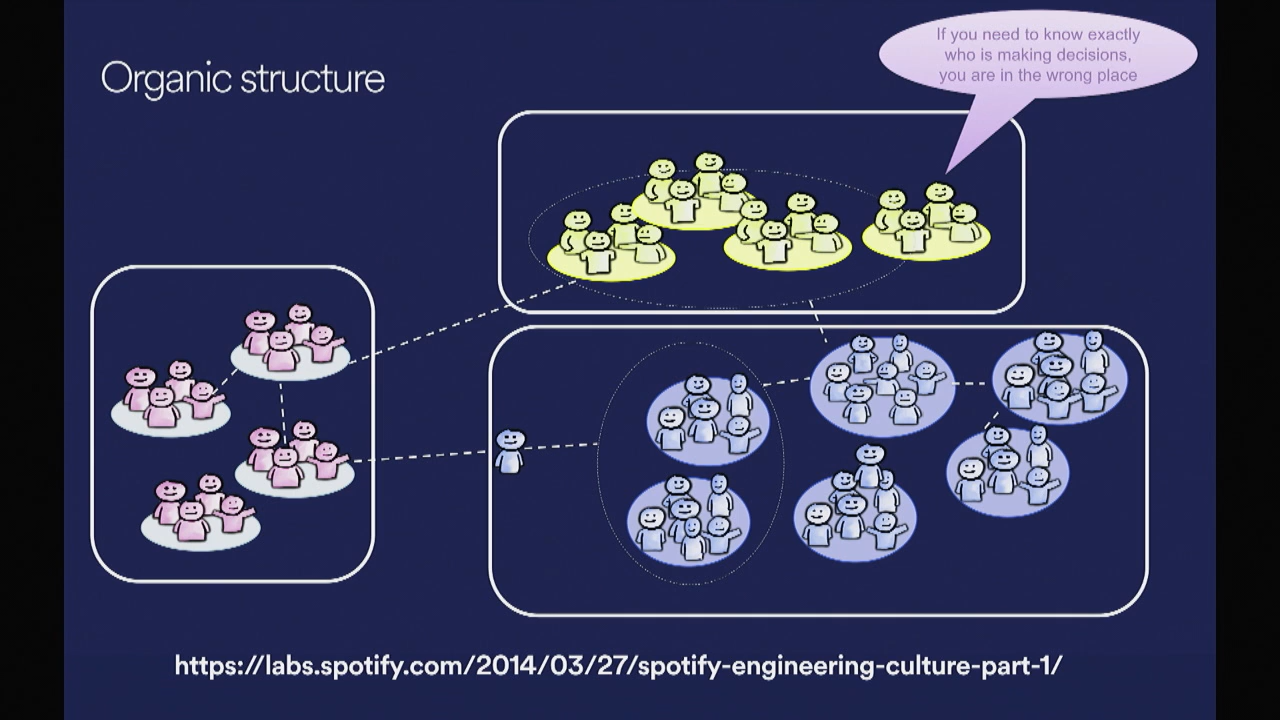 Organic structure
If you need to know exactly
who is making decisions,
you are in the wrong place
https://labs.spotify.com/2014/03/27/spotify-engineering-culture-part-1/